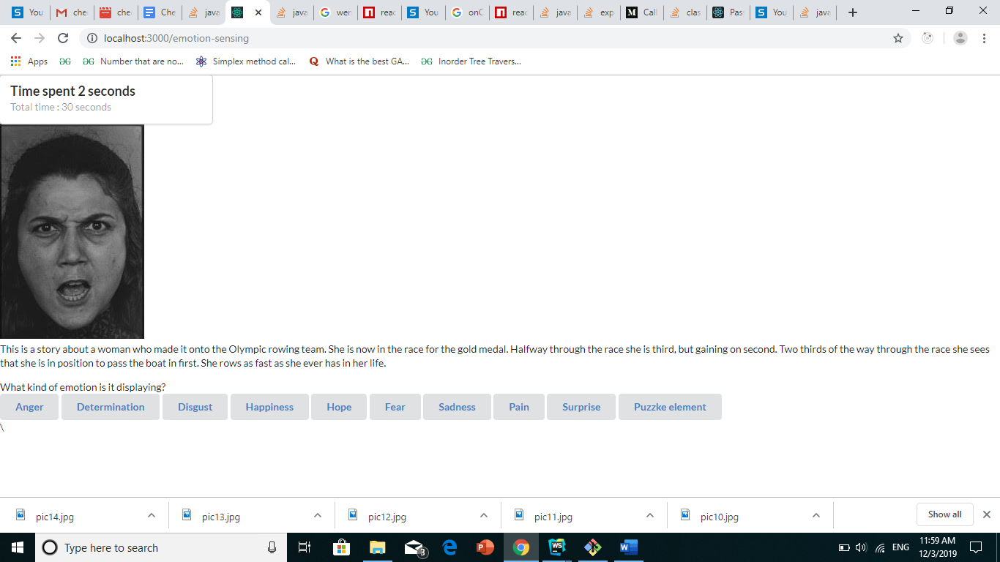 You
che
che
Che
java
java
wer
reac
You
onC
reac
java
exp
Call
clas
Pas
You
java
localhost:3000/emotion-sensing
Apps
Number that are no...
Simplex method cal...
What is the best GA...
Inorder Tree Travers...
Time spent 2 seconds
Total time : 30 seconds
This is a story about a woman who made it onto the Olympic rowing team. She is now in the race for the gold medal. Halfway through the race she is third, but gaining on second. Two thirds of the way through the race she sees
that she is in position to pass the boat in first. She rows as fast as she ever has in her life.
What kind of emotion is it displaying?
Anger Determination Disgust Happiness Hope Fear Sadness Pain Surprise Puzzke element
\
pic14.jpg pic13.jpg pic12.jpg pic11.jpg pic10.jpg Show all
Type here to search
3
WS
ENG
11:59 AM
12/3/2019